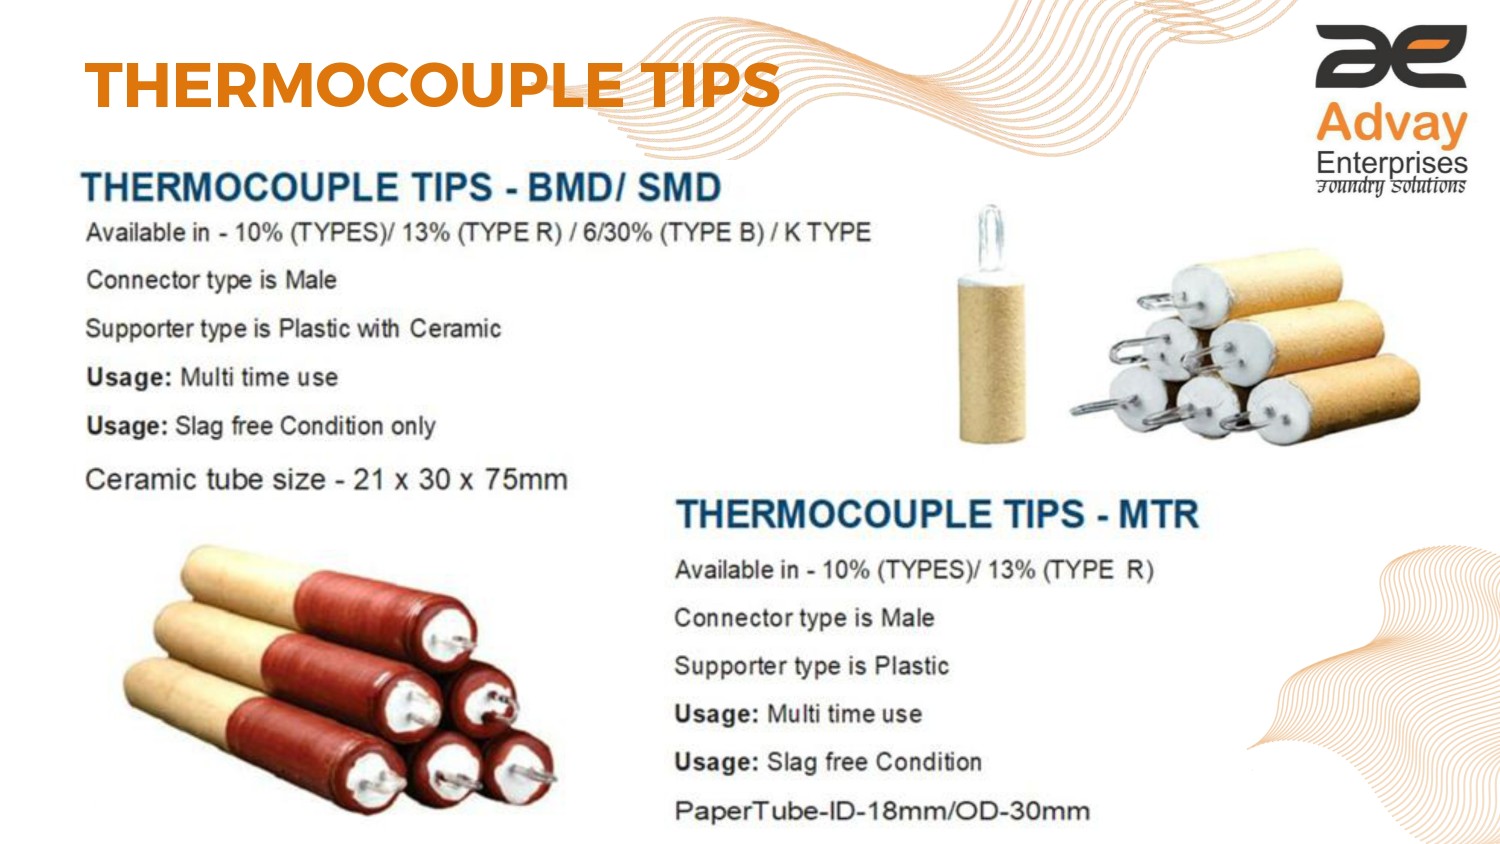 THERMOCOUPLE TIPS
ae
Advay
Enterprises
Foundry Solutions
THERMOCOUPLE TIPS - BMD/ SMD
Available in - 10% (TYPES)/ 13% (TYPE R) / 6/30% (TYPE B) / K TYPE
Connector type is Male
Supporter type is Plastic with Ceramic
Usage: Multi time use
Usage: Slag free Condition only
Ceramic tube size - 21 x 30 x 75mm
THERMOCOUPLE TIPS - MTR
Available in - 10% (TYPES)/ 13% (TYPE R)
Connector type is Male
Supporter type is Plastic
Usage: Multi time use
Usage: Slag free Condition
PaperTube-ID-18mm/OD-30mm